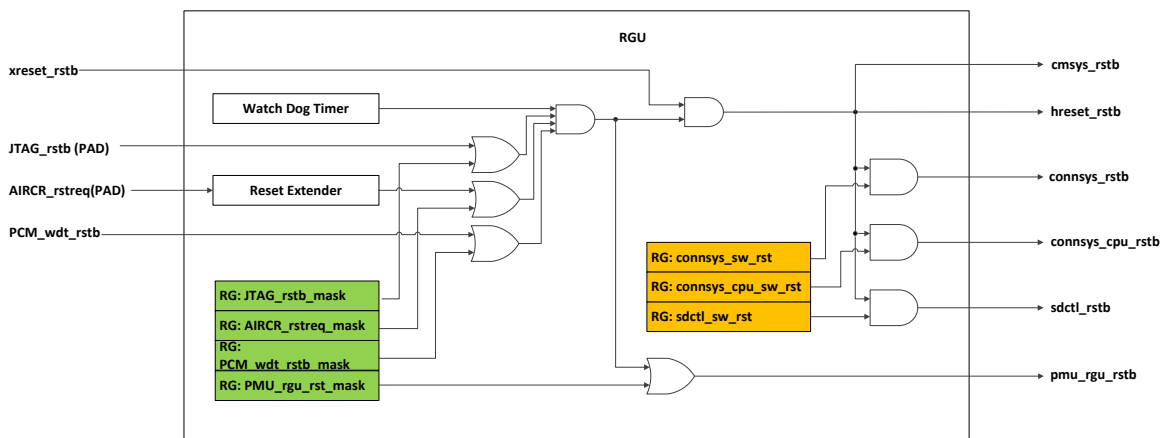 RGU
xreset_rstb
cmsys_rstb
Watch Dog Timer
hreset_rstb
JTAG_rstb (PAD)
AIRCR_rstreq(PAD)
Reset Extender
connsys_rstb
PCM_wdt_rstb
connsys_cpu_rstb
RG: connsys_sw_rst
RG: connsys_cpu_sw_rst
RG: sdctl_sw_rst
sdctl_rstb
RG: JTAG_rstb_mask
RG: AIRCR_rstreq_mask
RG:
PCM_wdt_rstb_mask
RG: PMU_rgu_rst_mask
pmu_rgu_rstb